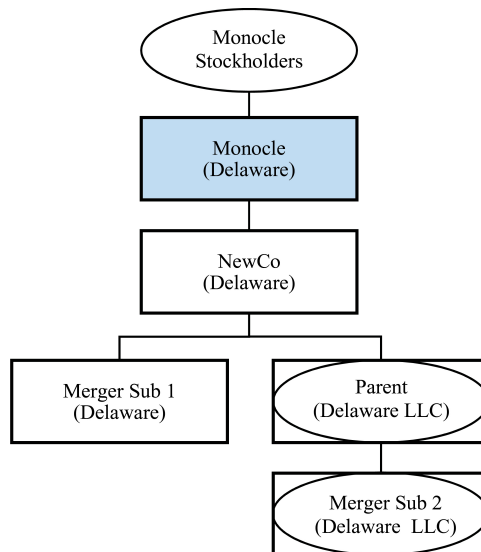 Monocle
Stockholders
Monocle
(Delaware)
NewCo
(Delaware)
Merger Sub 1
(Delaware)
Parent
(Delaware LLC)
Merger Sub 2
(Delaware LLC)